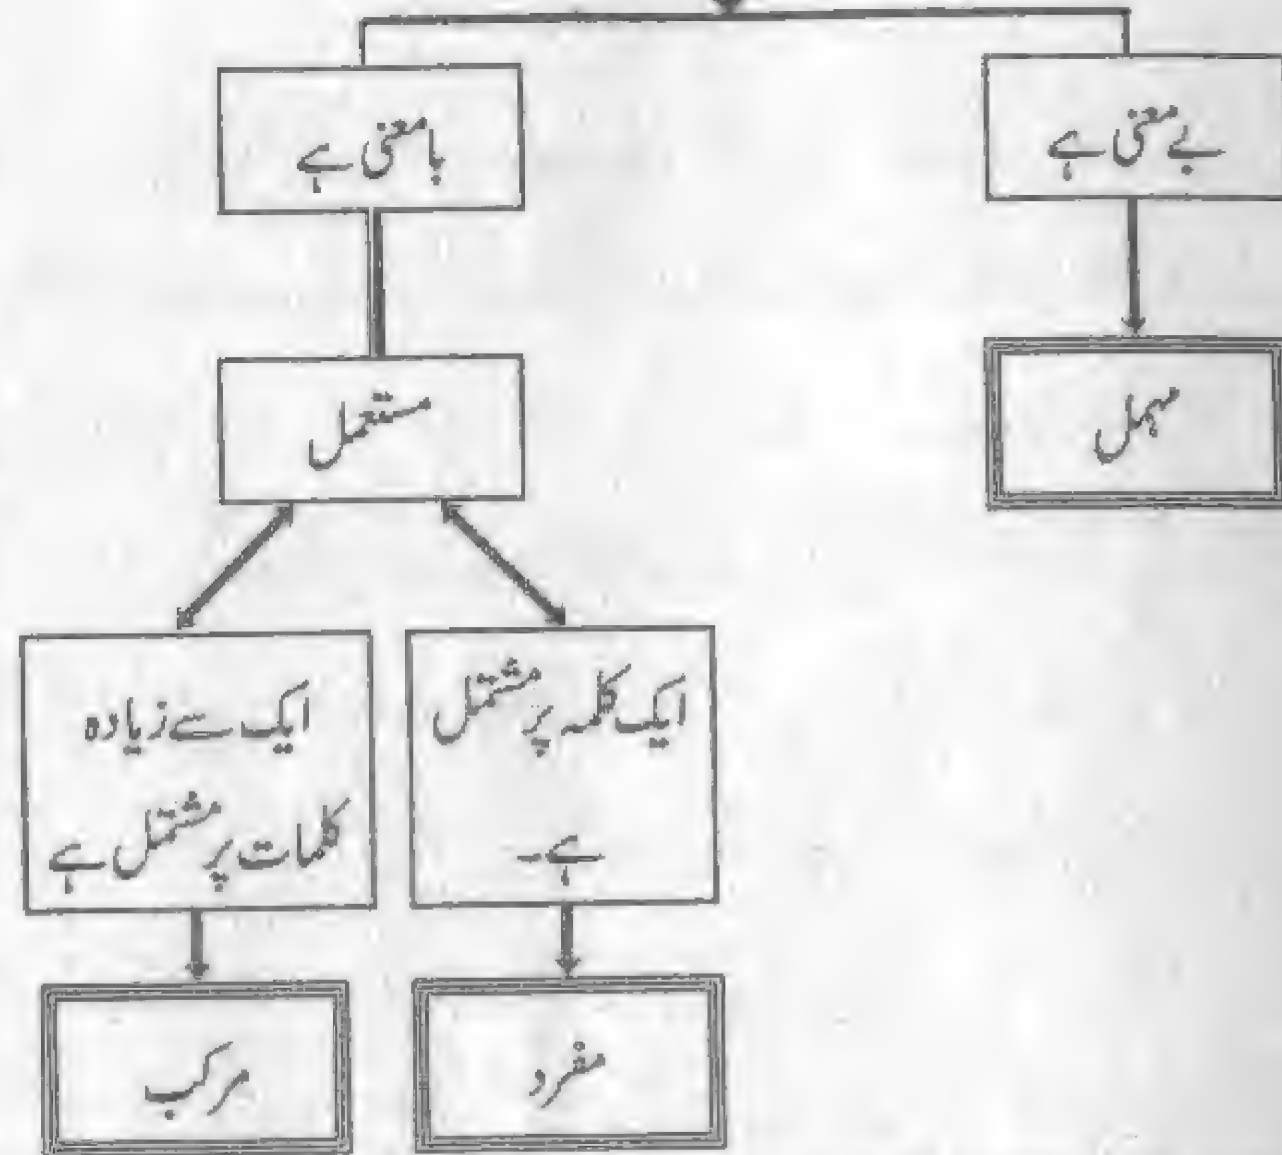 بے معنی ہے
بامعنی ہے
مہمل
مستعمل
ایک کلمہ پر مشتمل
ہے۔
ایک سے زیادہ
کلمات پر مشتمل ہے
مفرد
مرکب